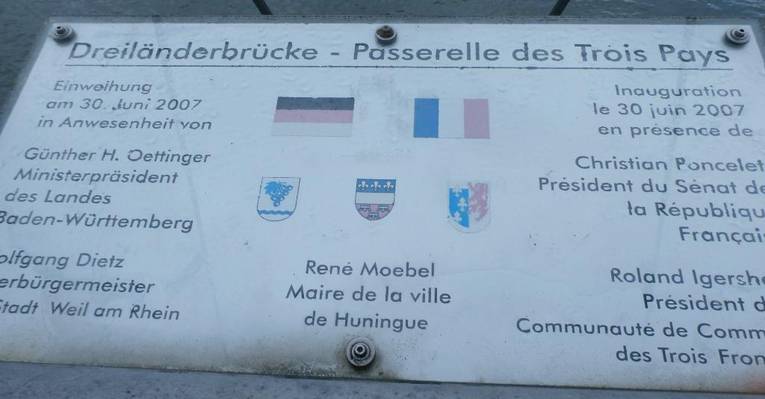 Dreiländerbrücke - Passerelle des Trois Pays
Einweihung
am 30. Juni 2007
in Anwesenheit von
Günther H. Oettinger
Ministerpräsident
des Landes
Baden-Württemberg
olfgang Dietz
erbürgermeister
Stadt Weil am Rhein
René Moebel
Maire de la ville
de Huningue
Inauguration
le 30 juin 2007
en présence de
Christian Poncelet
Président du Sénat de
la Républiqu
Françai
Roland Igershe
Président d
Communauté de Comm
des Trois Fron